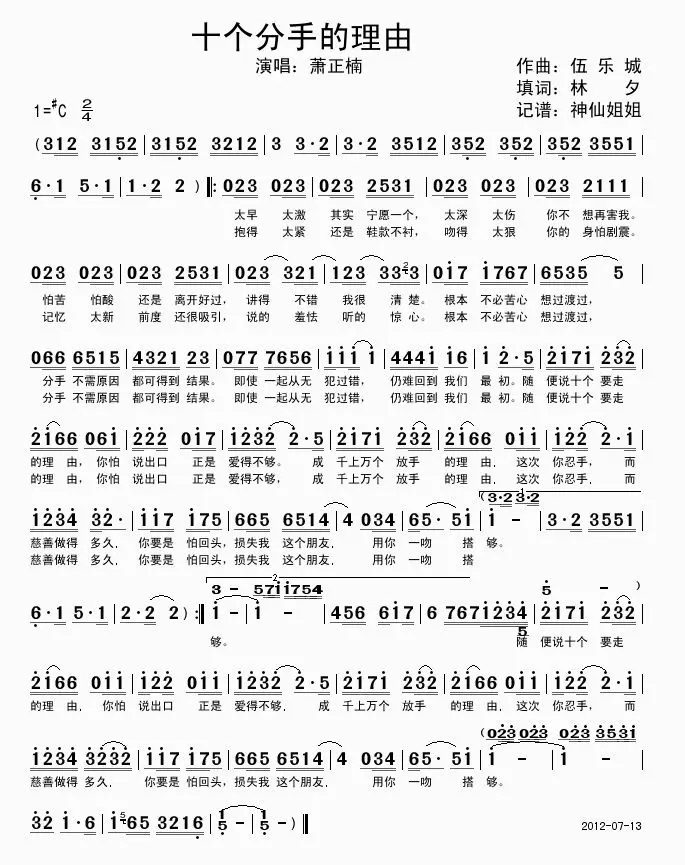 十个分手的理由
演唱：萧正楠
作曲：伍 乐 城
填词：林 夕
1=#C 2/4
记谱：神仙姐姐
(312 3152|3152 3212|3 3·2|3·2 3512|352 352|352 3551|
6·1 5·1|1·2 2)‖:023 023|023 2531|023 023|023 2111|
太早 太激 其实 宁愿一个， 太深 太伤 你不 想再害我。
抱得 太紧 还是 鞋款不衬， 吻得 太狠 你的 身怕剧震。
023 023|023 2531|023 321|123 3343|017 1767|6535 5|
怕苦 怕酸 还是 离开好过，讲得 不错 我很 清 楚。根本 不必苦心 想过渡过，
记忆 太新 前度 还很吸引，说的 羞怯 听的 惊 心。根本 不必苦心 想过渡过，
066 6515|4321 23|077 7656|111 1|4441 16|1 2·5|2171 232|
分手 不需原因 都可得到 结果。即使 一起从无 犯过错，仍难回到 我们 最 初。随 便说十个 要走
分手 不需原因 都可得到 结果。即使 一起从无 犯过错，仍难回到 我们 最 初。随 便说十个 要走
2166 061|222 017|1232 2·5|2171 232|2166 011|122 2·1|
的理 由，你怕 说出口 正是 爱得不够。 成 千上万个 放手 的理 由．这次 你忍手，而
的理 由，你怕 说出口 正是 爱得不够， 成 千上万个 放手 的理 由．这次 你忍手，而
(3·2 3·2
1234 32·|117 175|665 6514|4 034|65· 51|1 -|3·2 3551|
慈善做得 多久． 你要是 怕回头，损失我 这个朋友． 用你 一吻 搭 够。
慈善做得 多久． 你要是 怕回头，损失我 这个朋友． 用你 一吻 搭
3 - 571 1754
5 - )
6·1 5·1|2·2 2):‖1 -|1 -|456 617|6 7671234|2171 232|
够。 随 便说十个 要走
2166 011|122 017|1232 2·5|2171 232|2166 011|122 2·1|
的理 由．你怕 说出口 正是 爱得不够． 成 千上万个 放手 的理 由．这次 你忍手，而
(023 023 023 3531
1234 3232|117 175|665 6514|4 034|65· 51|1 -|1 -|
慈善做得 多久． 你要是 怕回头，损失我 这个朋友． 用你 一吻 搭 够。
32 1·6|1 5 65 3216|1 5 -|1 5 -)‖
2012-07-13